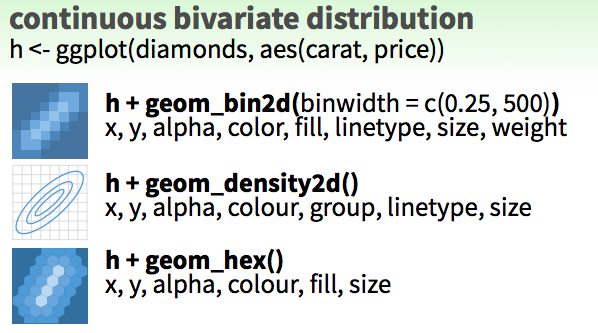 continuous bivariate distribution
h <- ggplot(diamonds, aes(carat, price))
h + geom_bin2d(binwidth = c(0.25, 500))
x, y, alpha, color, fill, linetype, size, weight
h + geom_density2d()
x, y, alpha, colour, group, linetype, size
h + geom_hex()
x, y, alpha, colour, fill, size